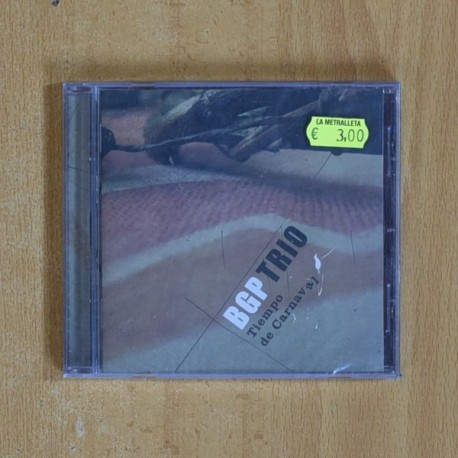 LA METRALLETA
€ 3,00
BGP TRIO
Tiempo
de Carnaval